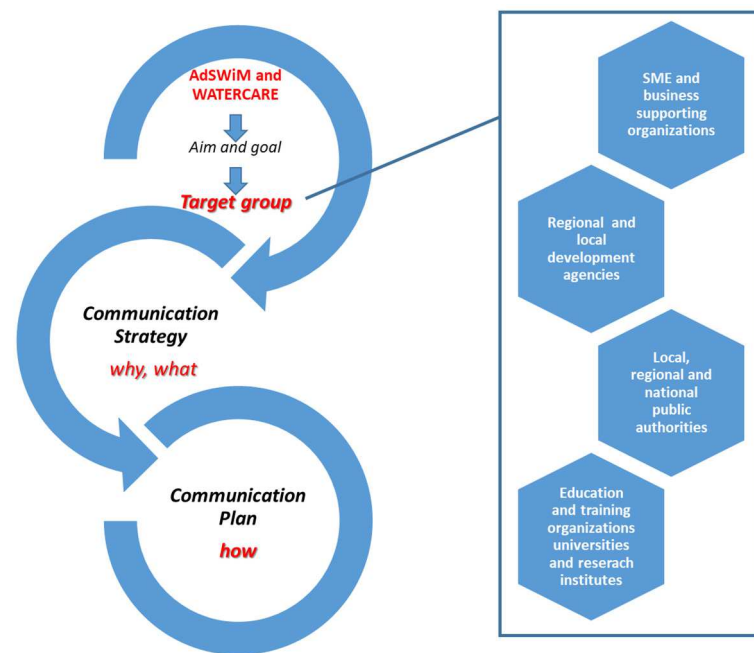 AdSWiM and
WATERCARE
Aim and goal
Target group
Communication
Strategy
why, what
Communication
Plan
how
SME and
business
supporting
organizations
Regional and
local
development
agencies
Local,
regional and
national
public
authorities
Education
and training
organizations
universities
and reserach
institutes